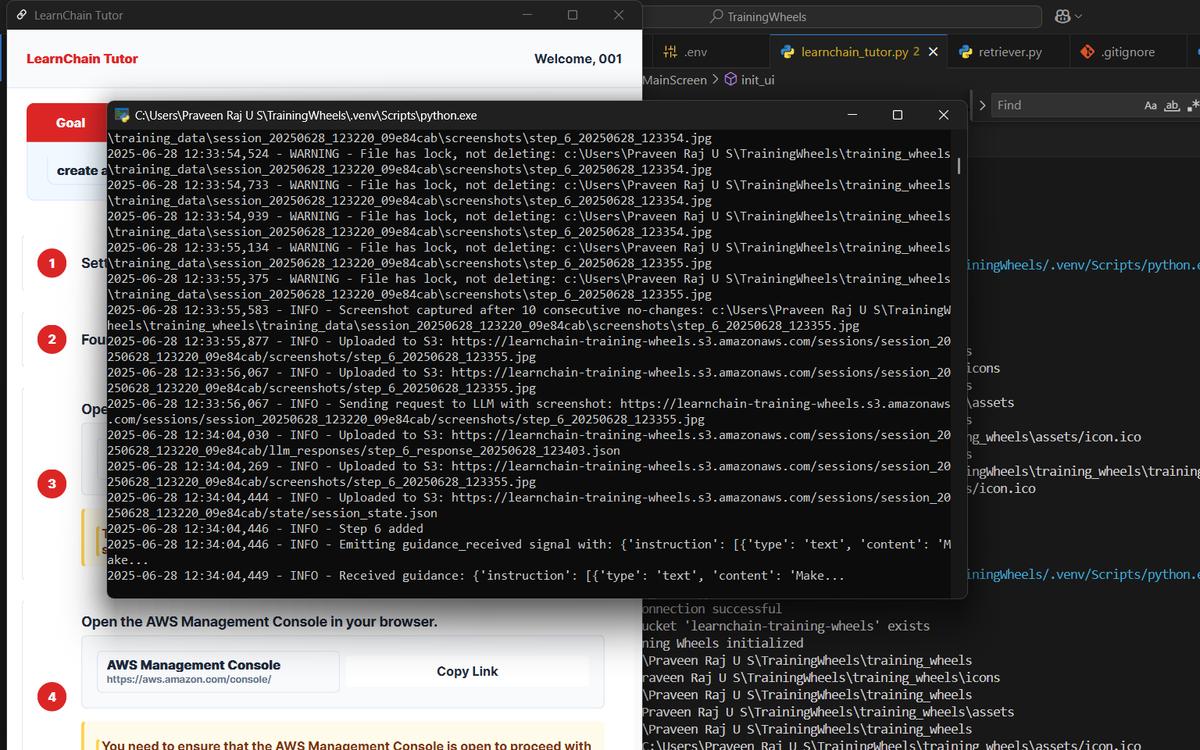 LearnChain Tutor
TrainingWheels
LearnChain Tutor
Welcome, 001
.env
learnchain_tutor.py 2
retriever.py
.gitignore
MainScreen > init_ui
Find
Aa
ab
Goal
create a
C:\Users\Praveen Raj U S\TrainingWheels\.venv\Scripts\python.exe
\training_data\session_20250628_123220_09e84cab\screenshots\step_6_20250628_123354.jpg
2025-06-28 12:33:54,524 - WARNING - File has lock, not deleting: c:\Users\Praveen Raj U S\TrainingWheels\training_wheels
\training_data\session_20250628_123220_09e84cab\screenshots\step_6_20250628_123354.jpg
2025-06-28 12:33:54,733 - WARNING - File has lock, not deleting: c:\Users\Praveen Raj U S\TrainingWheels\training_wheels
\training_data\session_20250628_123220_09e84cab\screenshots\step_6_20250628_123354.jpg
2025-06-28 12:33:54,939 - WARNING - File has lock, not deleting: c:\Users\Praveen Raj U S\TrainingWheels\training_wheels
\training_data\session_20250628_123220_09e84cab\screenshots\step_6_20250628_123354.jpg
2025-06-28 12:33:55,134 - WARNING - File has lock, not deleting: c:\Users\Praveen Raj U S\TrainingWheels\training_wheels
\training_data\session_20250628_123220_09e84cab\screenshots\step_6_20250628_123355.jpg
2025-06-28 12:33:55,375 - WARNING - File has lock, not deleting: c:\Users\Praveen Raj U S\TrainingWheels\training_wheels
\training_data\session_20250628_123220_09e84cab\screenshots\step_6_20250628_123355.jpg
2025-06-28 12:33:55,583 - INFO - Screenshot captured after 10 consecutive no-changes: c:\Users\Praveen Raj U S\TrainingW
heels\training_wheels\training_data\session_20250628_123220_09e84cab\screenshots\step_6_20250628_123355.jpg
2025-06-28 12:33:55,877 - INFO - Uploaded to S3: https://learnchain-training-wheels.s3.amazonaws.com/sessions/session_20
250628_123220_09e84cab/screenshots/step_6_20250628_123355.jpg
2025-06-28 12:33:56,067 - INFO - Uploaded to S3: https://learnchain-training-wheels.s3.amazonaws.com/sessions/session_20
250628_123220_09e84cab/screenshots/step_6_20250628_123355.jpg
2025-06-28 12:33:56,067 - INFO - Sending request to LLM with screenshot: https://learnchain-training-wheels.s3.amazonaws
.com/sessions/session_20250628_123220_09e84cab/screenshots/step_6_20250628_123355.jpg
2025-06-28 12:34:04,030 - INFO - Uploaded to S3: https://learnchain-training-wheels.s3.amazonaws.com/sessions/session_20
250628_123220_09e84cab/llm_responses/step_6_response_20250628_123403.json
2025-06-28 12:34:04,269 - INFO - Uploaded to S3: https://learnchain-training-wheels.s3.amazonaws.com/sessions/session_20
250628_123220_09e84cab/screenshots/step_6_20250628_123355.jpg
2025-06-28 12:34:04,444 - INFO - Uploaded to S3: https://learnchain-training-wheels.s3.amazonaws.com/sessions/session_20
250628_123220_09e84cab/state/session_state.json
2025-06-28 12:34:04,446 - INFO - Step 6 added
2025-06-28 12:34:04,446 - INFO - Emitting guidance_received signal with: {'instruction': [{'type': 'text', 'content': 'M
ake...
2025-06-28 12:34:04,449 - INFO - Received guidance: {'instruction': [{'type': 'text', 'content': 'Make...
1
2
Fou
3
Ope
iningWheels/.venv/Scripts/python.e
s
icons
s
\assets
s
ng_wheels\assets/icon.ico
s
iningWheels\training_wheels\training
s/icon.ico
iningWheels/.venv/Scripts/python.e
onnection successful
ucket 'learnchain-training-wheels' exists
ning Wheels initialized
\Praveen Raj U S\TrainingWheels\training_wheels
raveen Raj U S\TrainingWheels\training_wheels\icons
\Praveen Raj U S\TrainingWheels\training_wheels
Praveen Raj U S\TrainingWheels\training_wheels\assets
\Praveen Raj U S\TrainingWheels\training_wheels
C:\Users\Praveen Raj U S\TrainingWheels\training_wheels\assets/icon.ico
4
Open the AWS Management Console in your browser.
AWS Management Console
https://aws.amazon.com/console/
Copy Link
You need to ensure that the AWS Management Console is open to proceed with